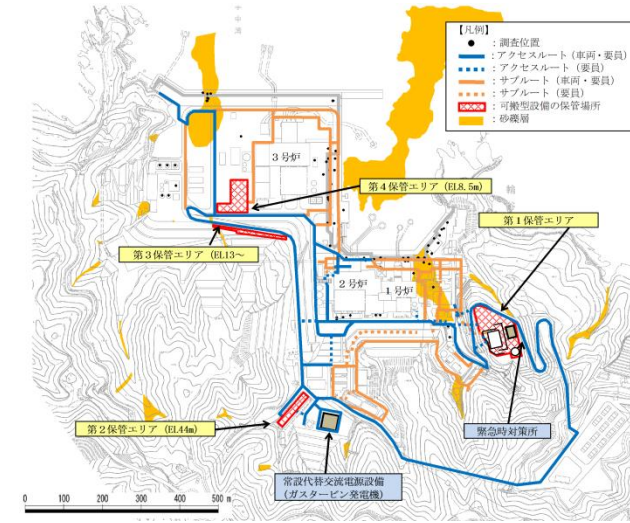 【凡例】
：調査位置
：アクセスルート（車両・要員）
：アクセスルート（要員）
：サブルート（車両・要員）
：サブルート（要員）
：可搬型設備の保管場所
：砂礫層
3号炉
第4保管エリア（EL8.5m）
第1保管エリア
第3保管エリア（EL13～
2号炉
1号炉
第2保管エリア（EL44m）
緊急時対策所
常設代替交流電源設備
（ガスタービン発電機）
0 100 200 300 400 500 m